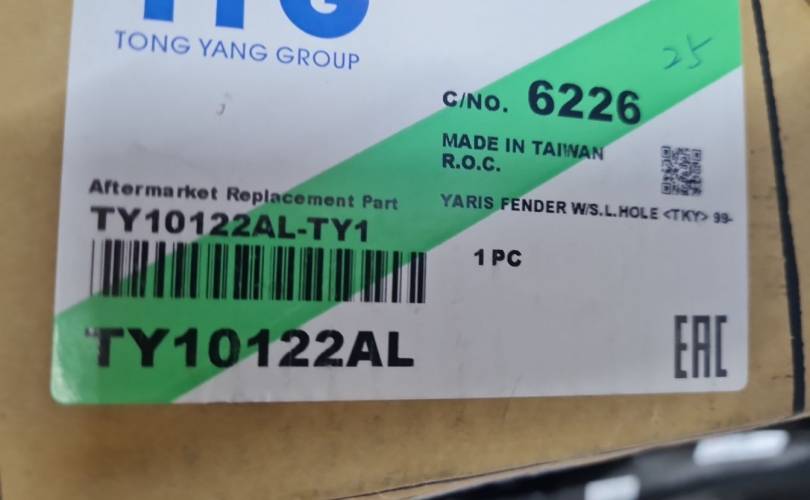 TYG
TONG YANG GROUP
25
C/NO. 6226
MADE IN TAIWAN
R.O.C.
Aftermarket Replacement Part
TY10122AL-TY1
YARIS FENDER W/S.L.HOLE <TKY> 99-
1 PC
TY10122AL
EAC